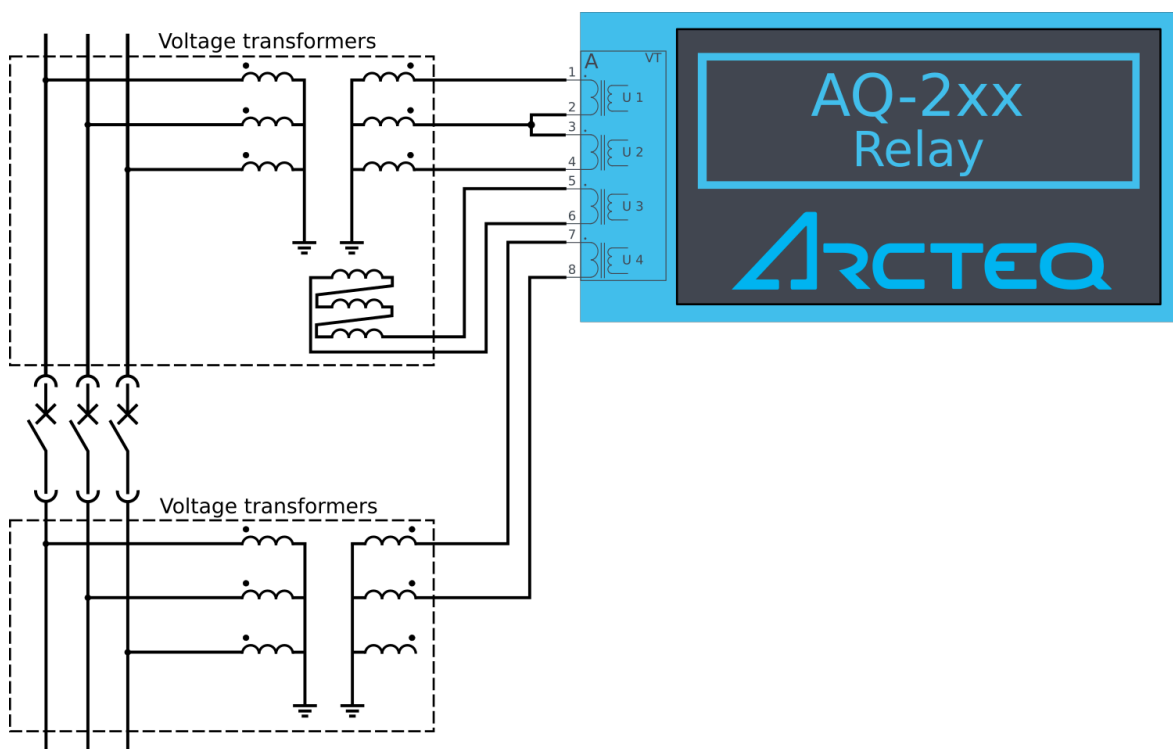 Voltage transformers
A
VT
1
U 1
2
3
U 2
4
5
U 3
6
7
U 4
8
AQ-2xx
Relay
ARCTEQ
Voltage transformers